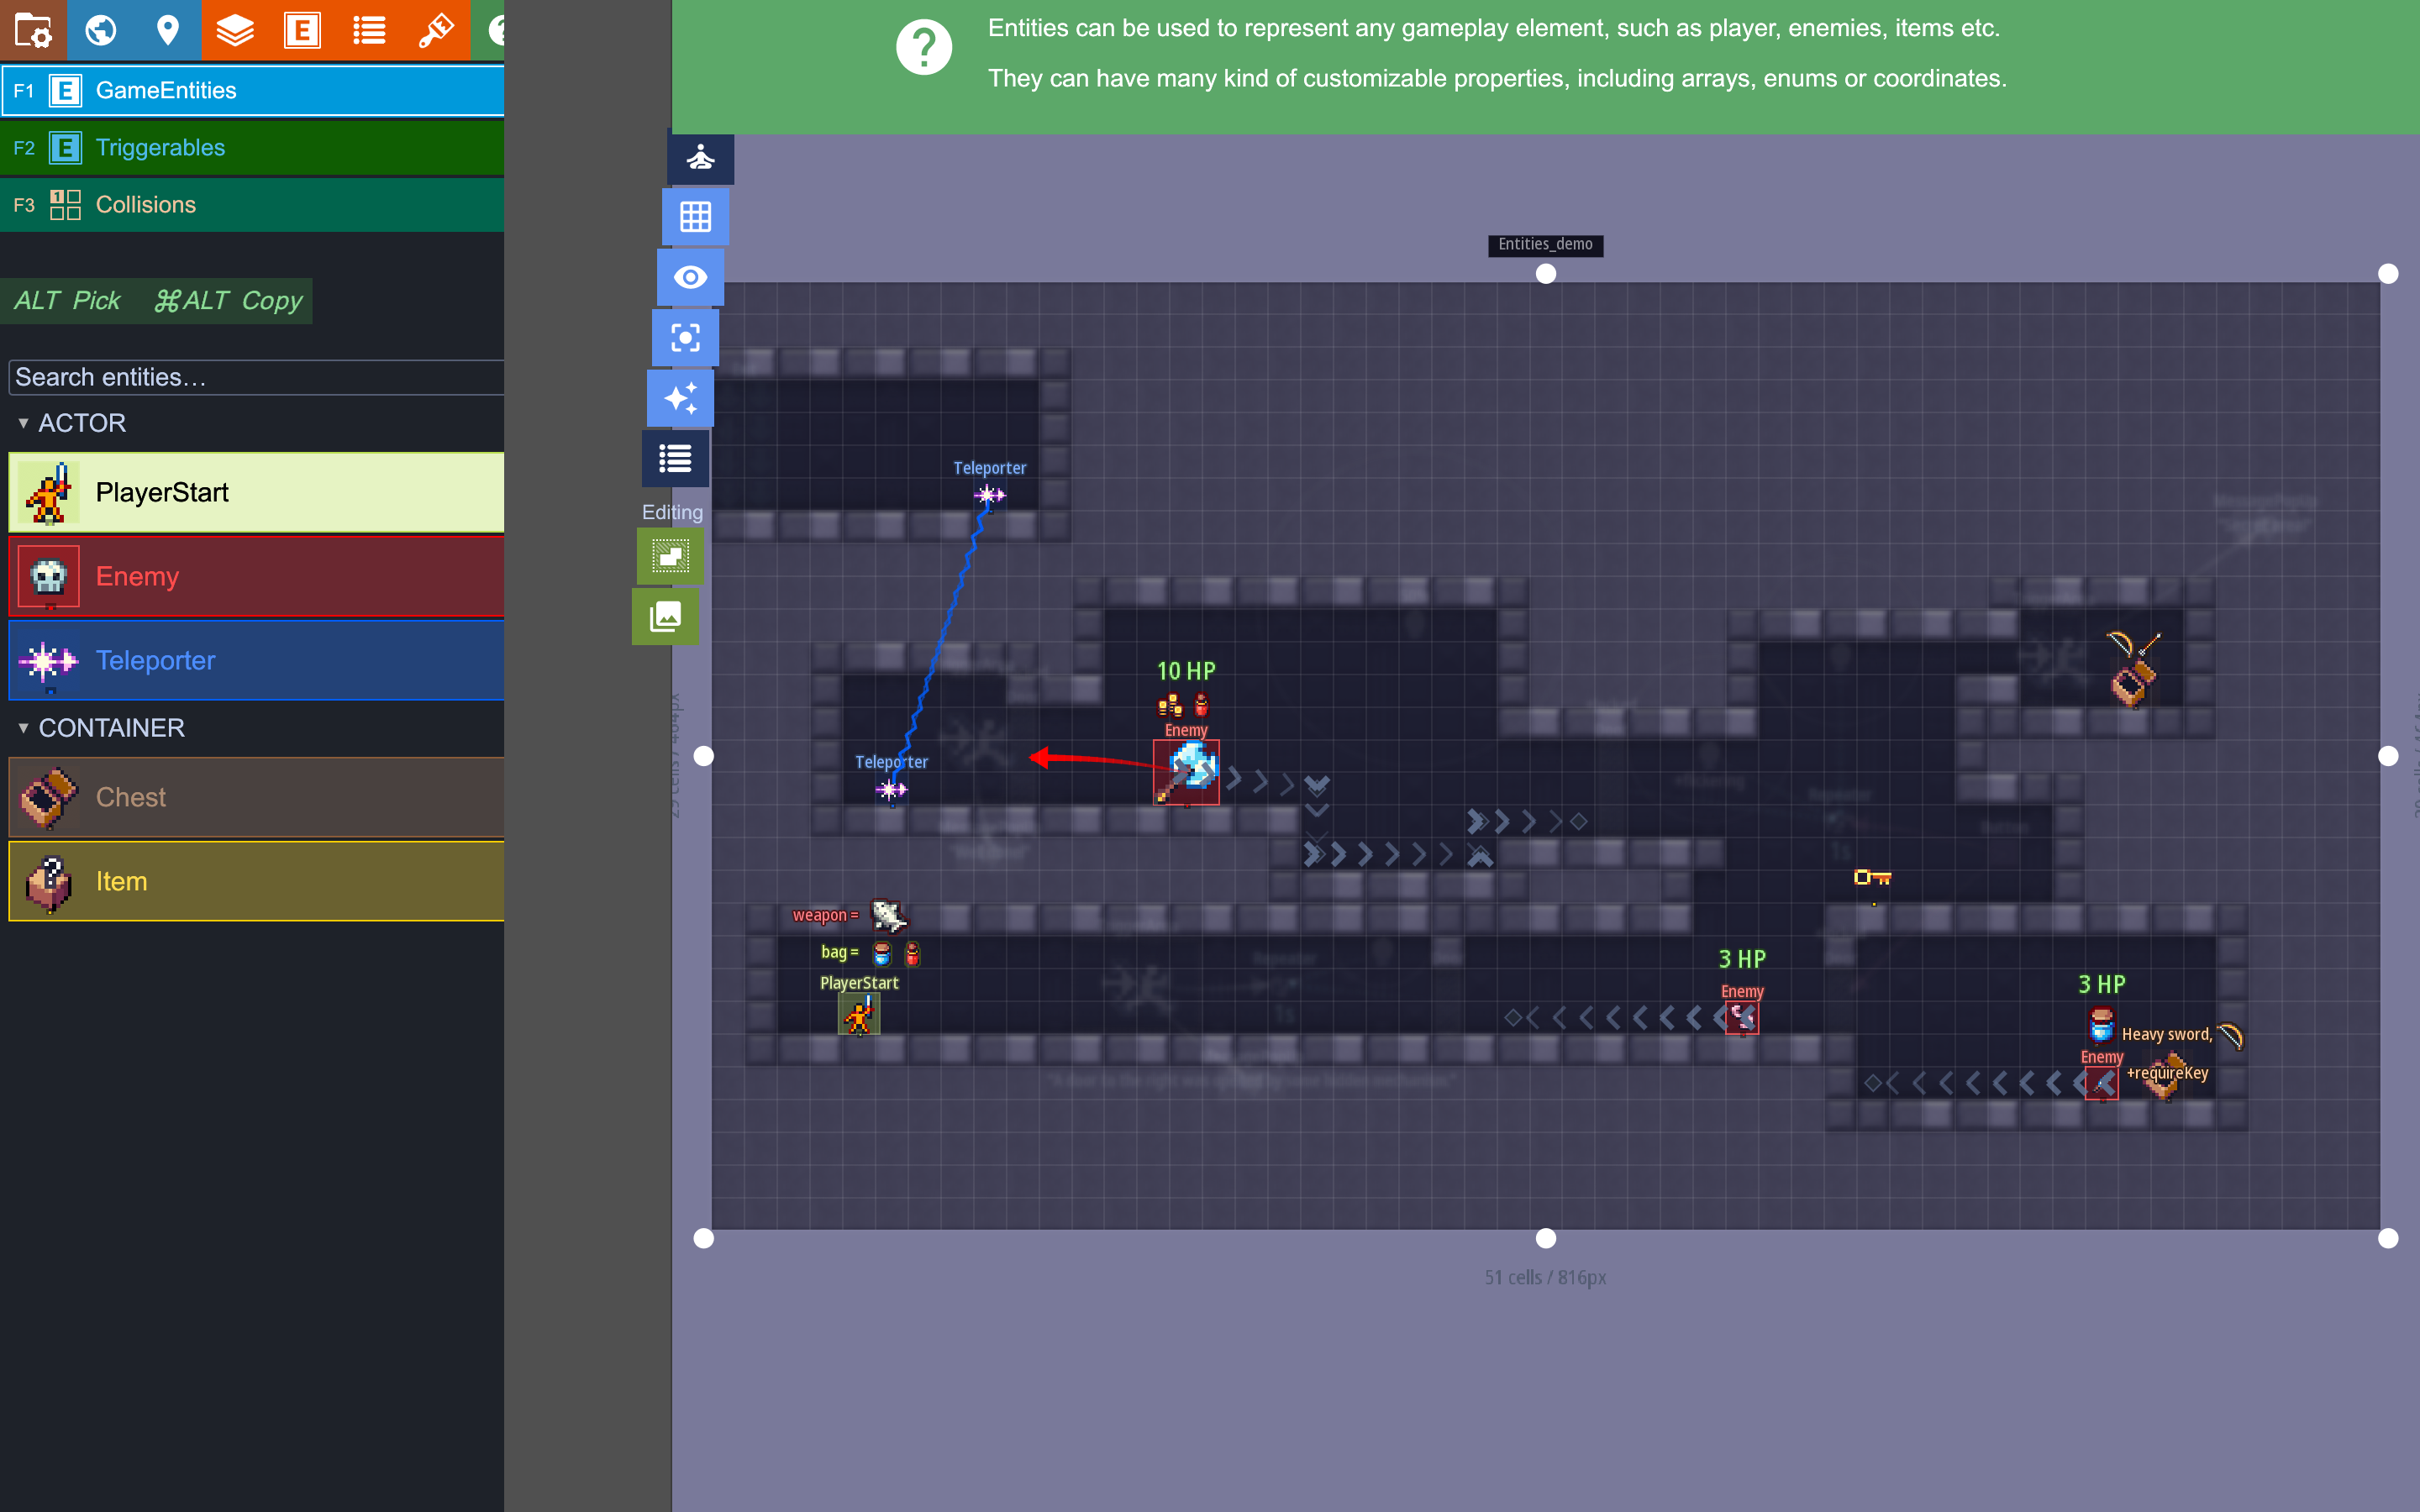 Entities can be used to represent any gameplay element, such as player, enemies, items etc.
They can have many kind of customizable properties, including arrays, enums or coordinates.
E
F1 E GameEntities
F2 E Triggerables
F3 1 Collisions
ALT Pick ⌘ALT Copy
Search entities…
ACTOR
PlayerStart
Enemy
Teleporter
CONTAINER
Chest
Item
Editing
Entities_demo
Teleporter
10 HP
Enemy
Teleporter
weapon =
bag =
PlayerStart
3 HP
Enemy
3 HP
Heavy sword,
Enemy
+requireKey
51 cells / 816px